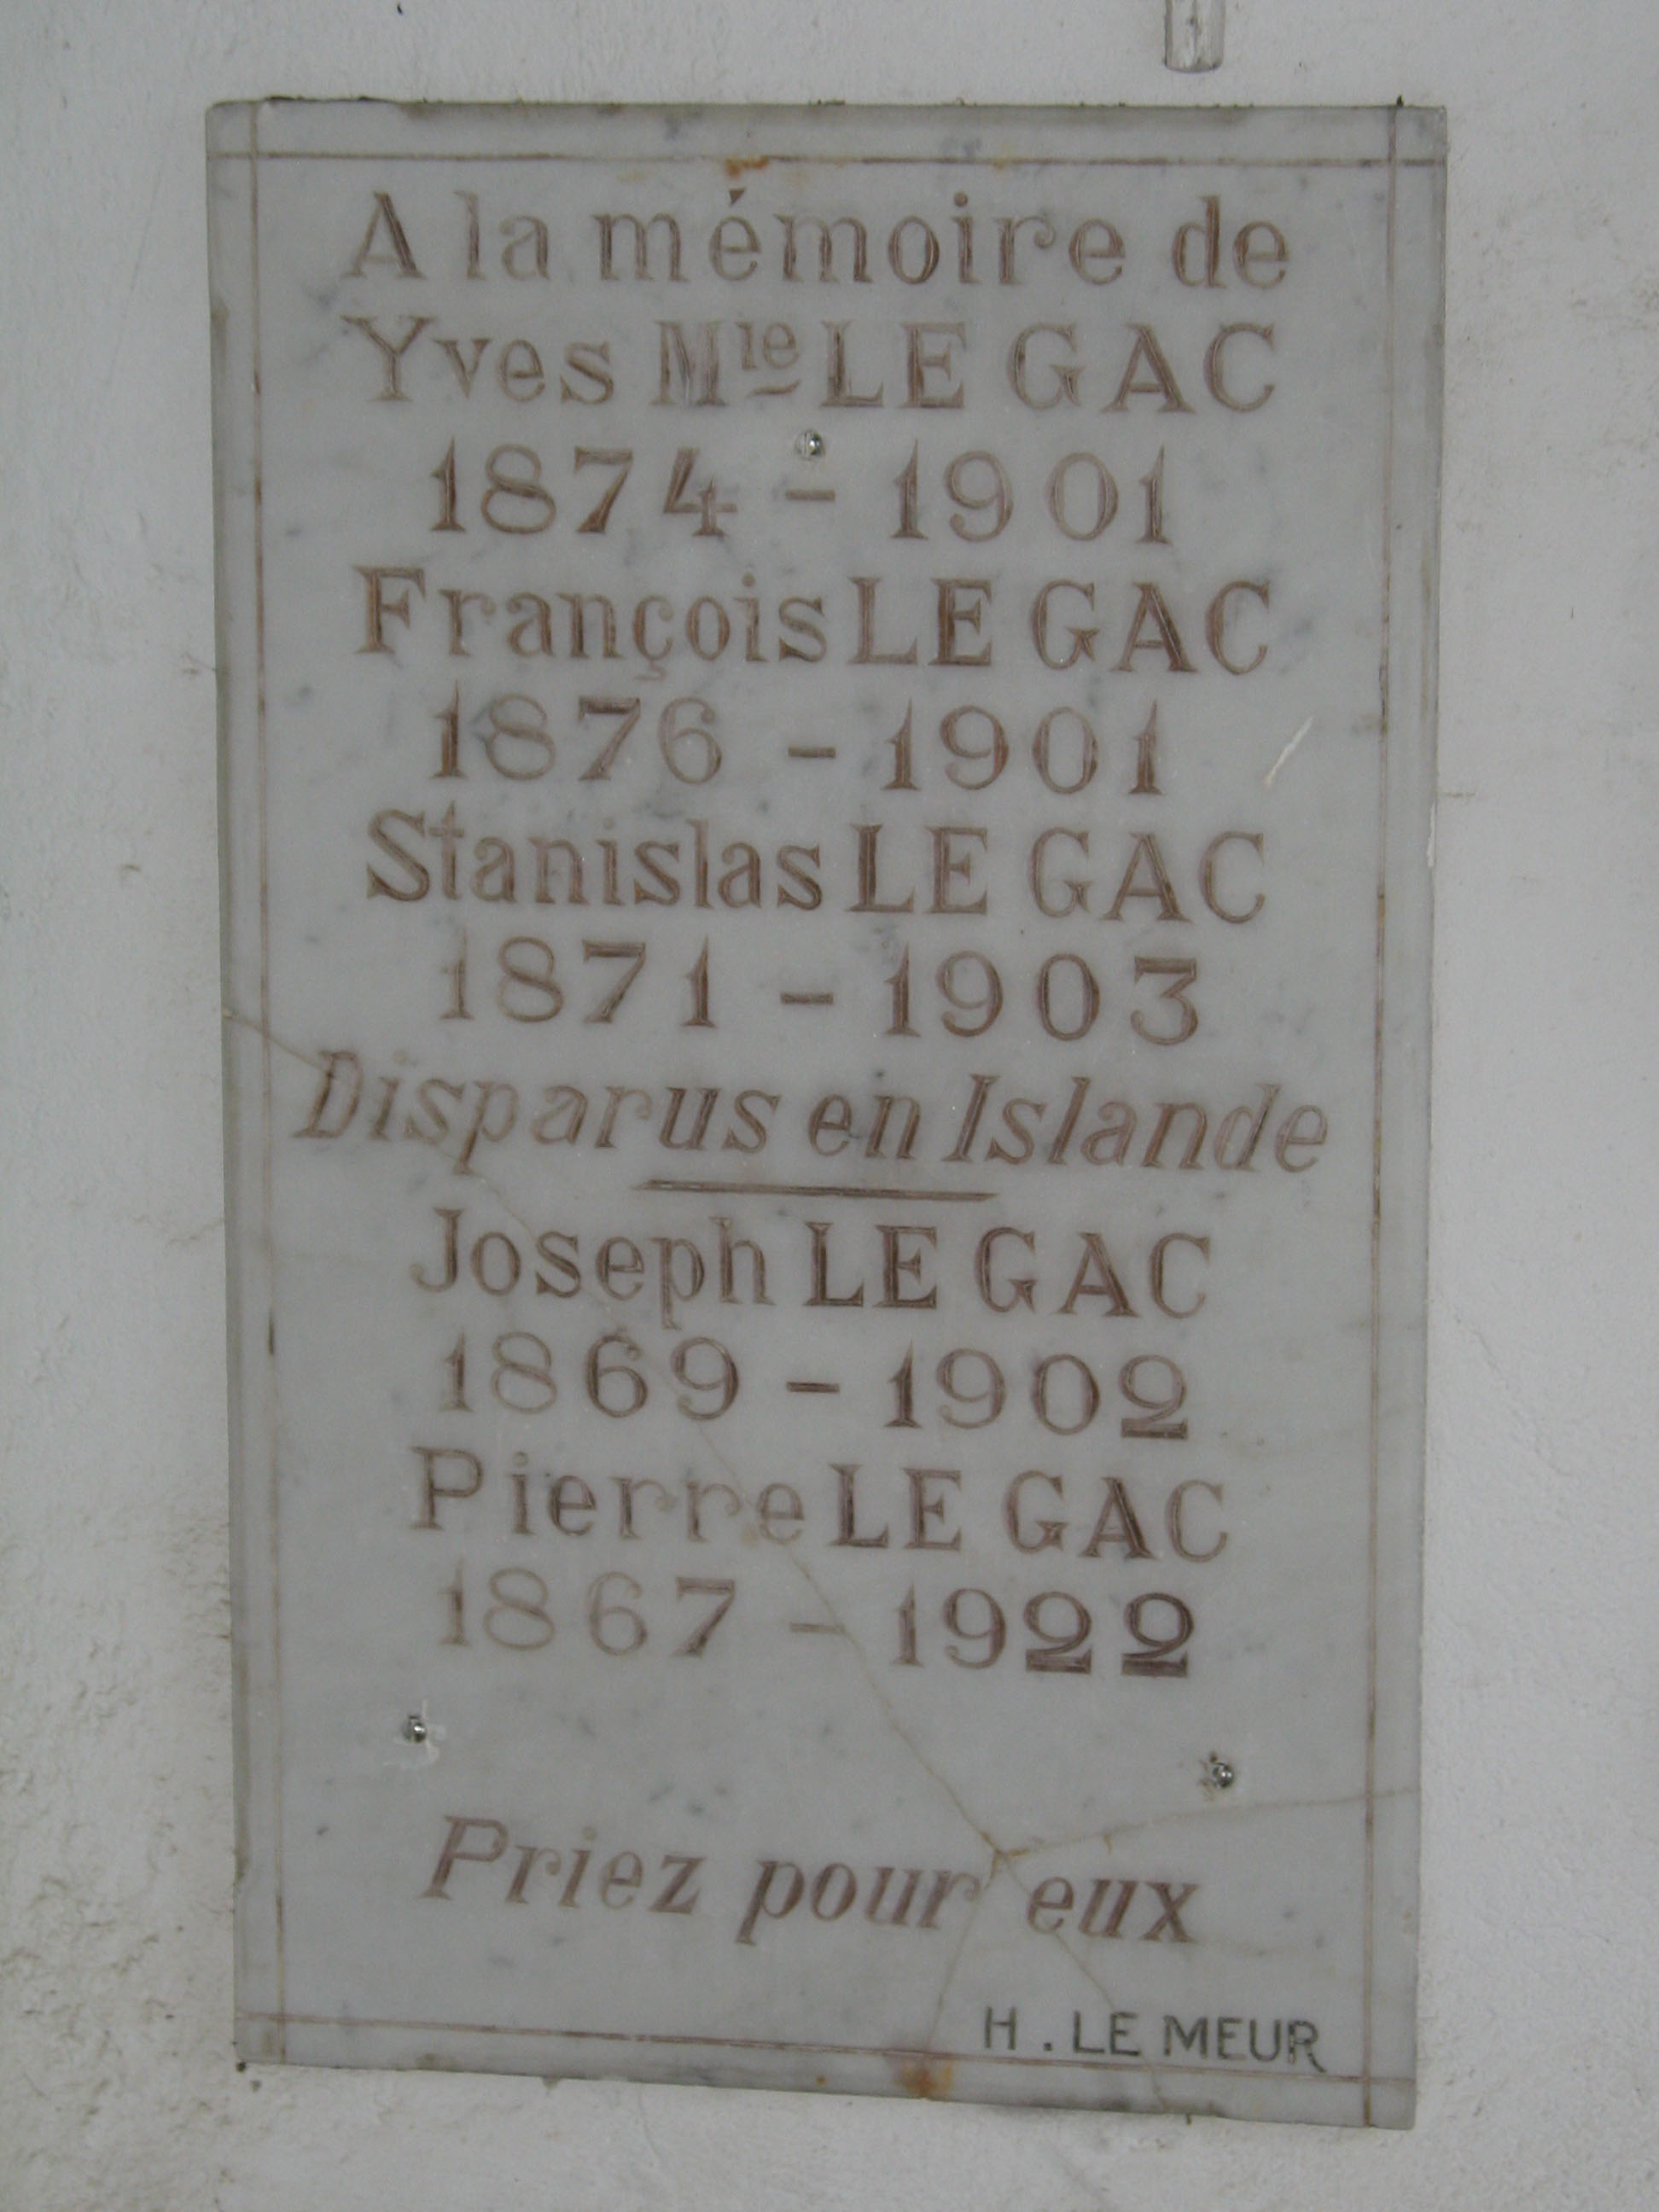 A la mémoire de
Yves Mie LE GAC
1874 - 1901
François LE GAC
1876 - 1901
Stanislas LE GAC
1871 - 1903
Disparus en Islande
Joseph LE GAC
1869 - 1902
Pierre LE GAC
1867 - 1922
Priez pour eux
H. LE MEUR